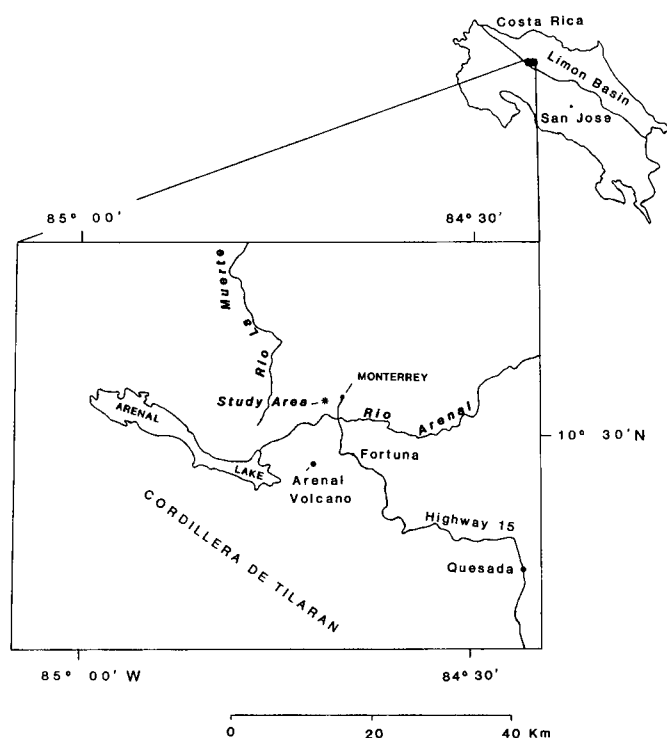 Costa Rica
Limon Basin
San Jose
85° 00'
84° 30'
Rio La Muerte
MONTERREY
Study Area
ARENAL LAKE
Rio Arenal
10° 30'N
Fortuna
Arenal
Volcano
CORDILLERA DE TILARAN
Highway 15
Quesada
85° 00' W
84° 30'
0 20 40 Km